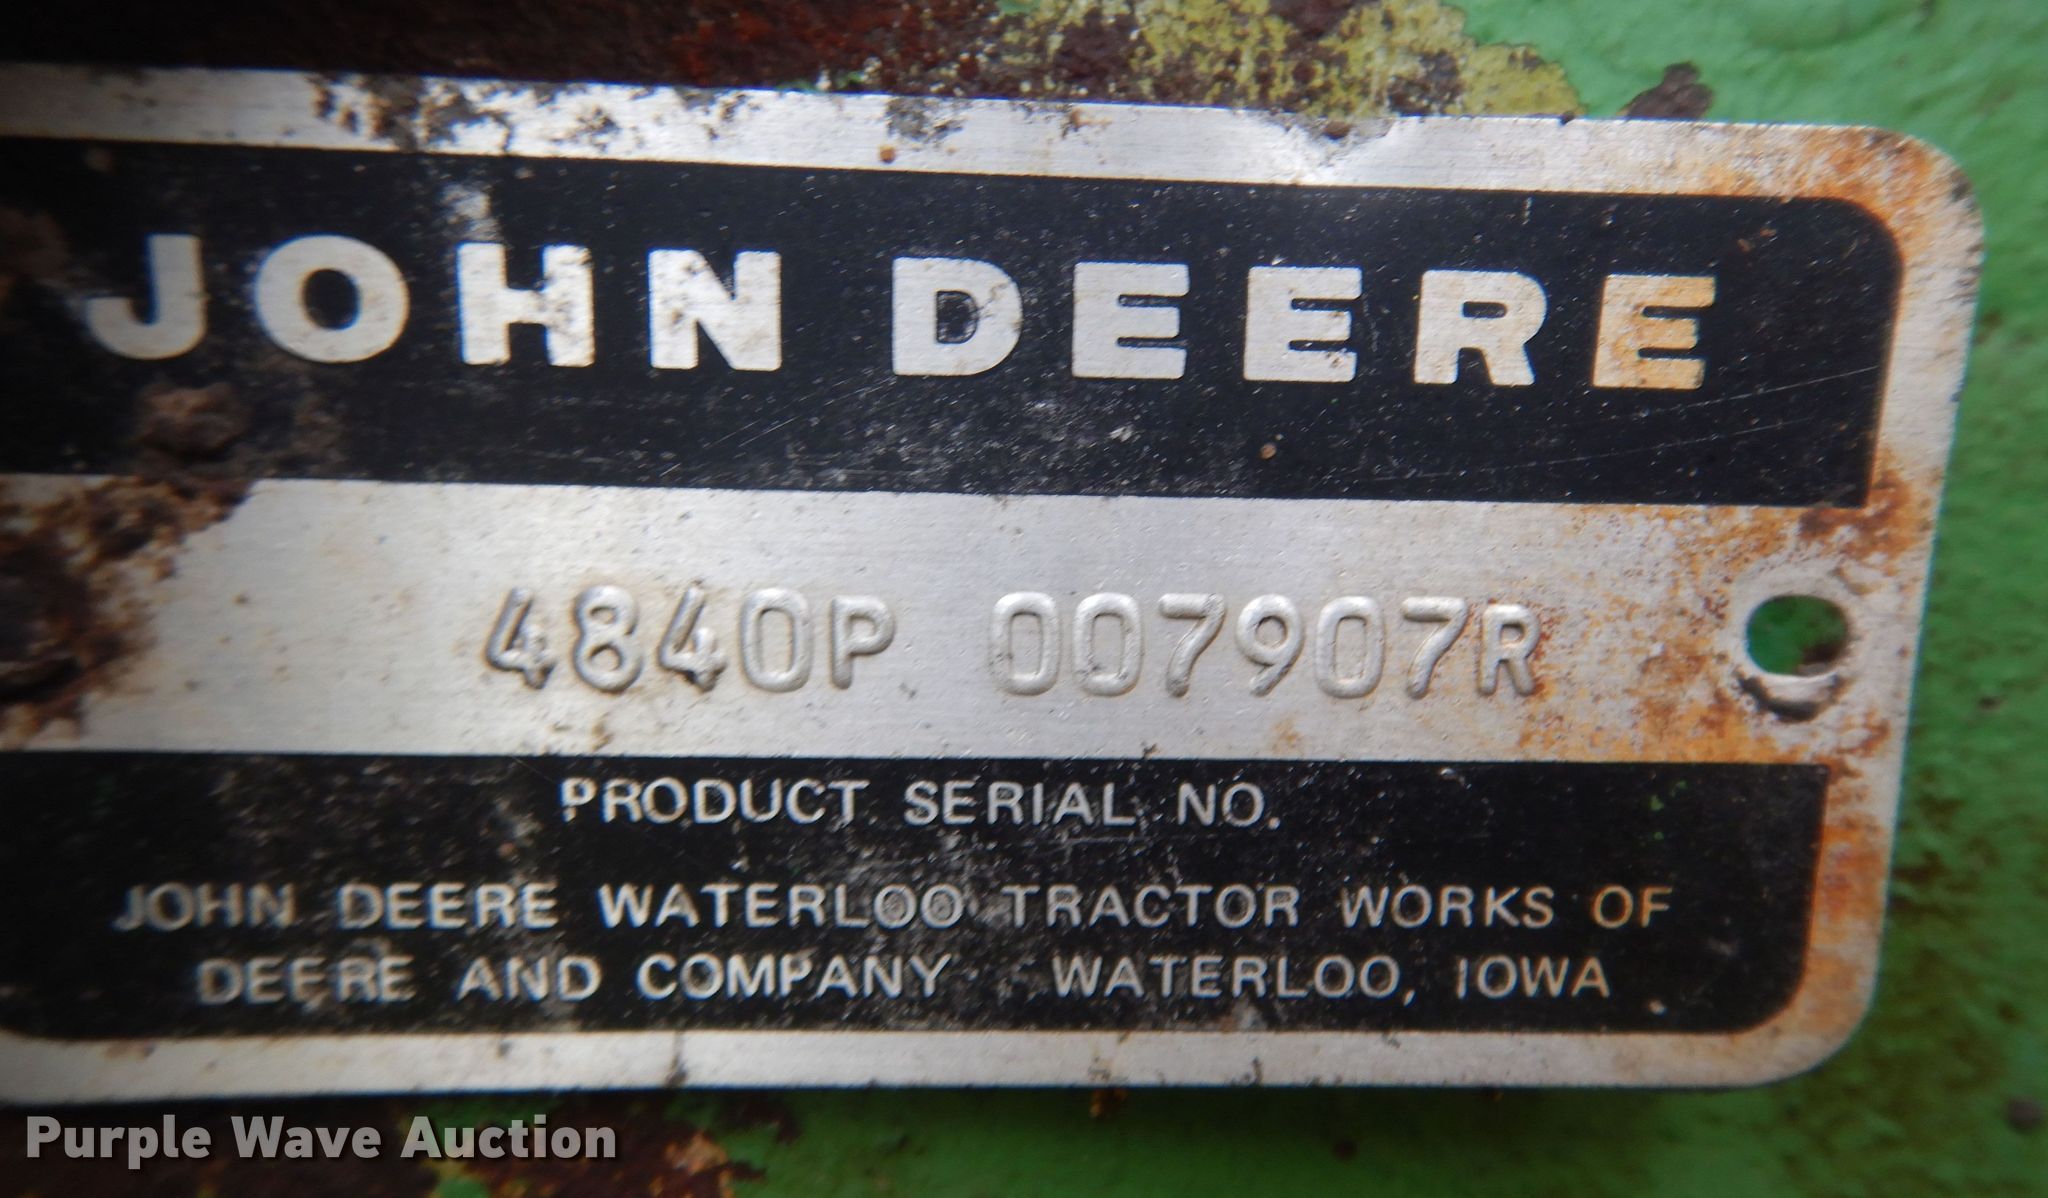 JOHN DEERE
4840P 007907R
PRODUCT SERIAL NO.
JOHN DEERE WATERLOO TRACTOR WORKS OF
DEERE AND COMPANY WATERLOO, IOWA
Purple Wave Auction